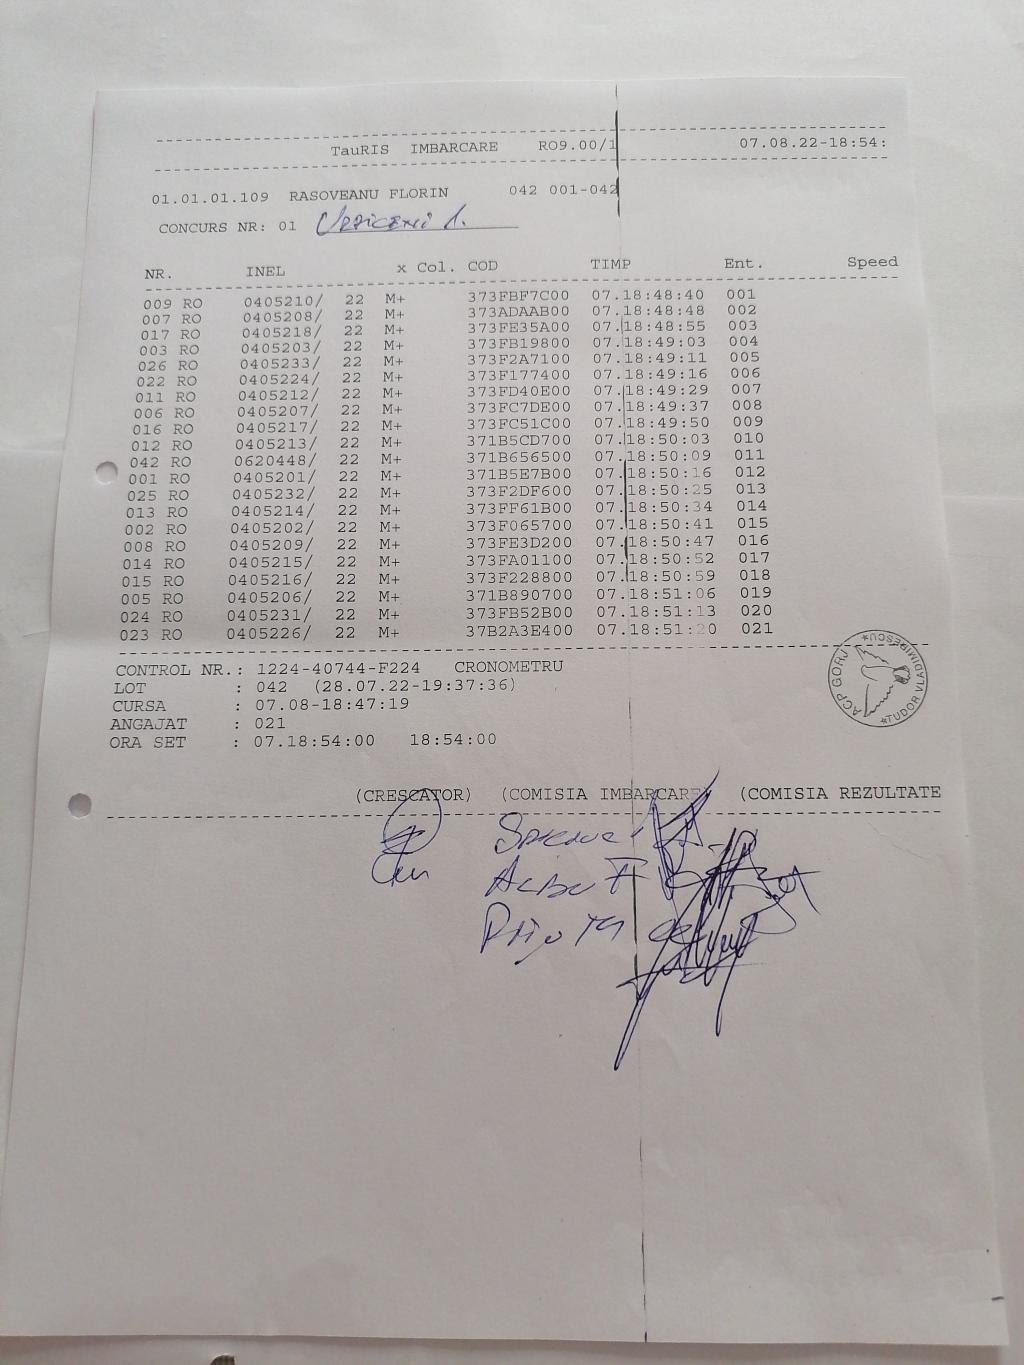 TauRIS IMBARCARE RO9.00/1 07.08.22-18:54:
01.01.01.109 RASOVEANU FLORIN 042 001-042
CONCURS NR: 01 Urziceni 1.
NR. INEL x Col. COD TIMP Ent. Speed
009 RO 0405210/ 22 M+ 373FBF7C00 07.18:48:40 001
007 RO 0405208/ 22 M+ 373ADAAB00 07.18:48:48 002
017 RO 0405218/ 22 M+ 373FE35A00 07.18:48:55 003
003 RO 0405203/ 22 M+ 373FB19800 07.18:49:03 004
026 RO 0405233/ 22 M+ 373F2A7100 07.18:49:11 005
022 RO 0405224/ 22 M+ 373F177400 07.18:49:16 006
011 RO 0405212/ 22 M+ 373FD40E00 07.18:49:29 007
006 RO 0405207/ 22 M+ 373FC7DE00 07.18:49:37 008
016 RO 0405217/ 22 M+ 373FC51C00 07.18:49:50 009
012 RO 0405213/ 22 M+ 371B5CD700 07.18:50:03 010
042 RO 0620448/ 22 M+ 371B656500 07.18:50:09 011
001 RO 0405201/ 22 M+ 371B5E7B00 07.18:50:16 012
025 RO 0405232/ 22 M+ 373F2DF600 07.18:50:25 013
013 RO 0405214/ 22 M+ 373FF61B00 07.18:50:34 014
002 RO 0405202/ 22 M+ 373F065700 07.18:50:41 015
008 RO 0405209/ 22 M+ 373FE3D200 07.18:50:47 016
014 RO 0405215/ 22 M+ 373FA01100 07.18:50:52 017
015 RO 0405216/ 22 M+ 373F228800 07.18:50:59 018
005 RO 0405206/ 22 M+ 371B890700 07.18:51:06 019
024 RO 0405231/ 22 M+ 373FB52B00 07.18:51:13 020
023 RO 0405226/ 22 M+ 37B2A3E400 07.18:51:20 021
CONTROL NR.: 1224-40744-F224 CRONOMETRU
LOT : 042 (28.07.22-19:37:36)
CURSA : 07.08-18:47:19
ANGAJAT : 021
ORA SET : 07.18:54:00 18:54:00
ACP GORJ *TUDOR VLADIMIRESCU*
(CRESCATOR) (COMISIA IMBARCARE) (COMISIA REZULTATE